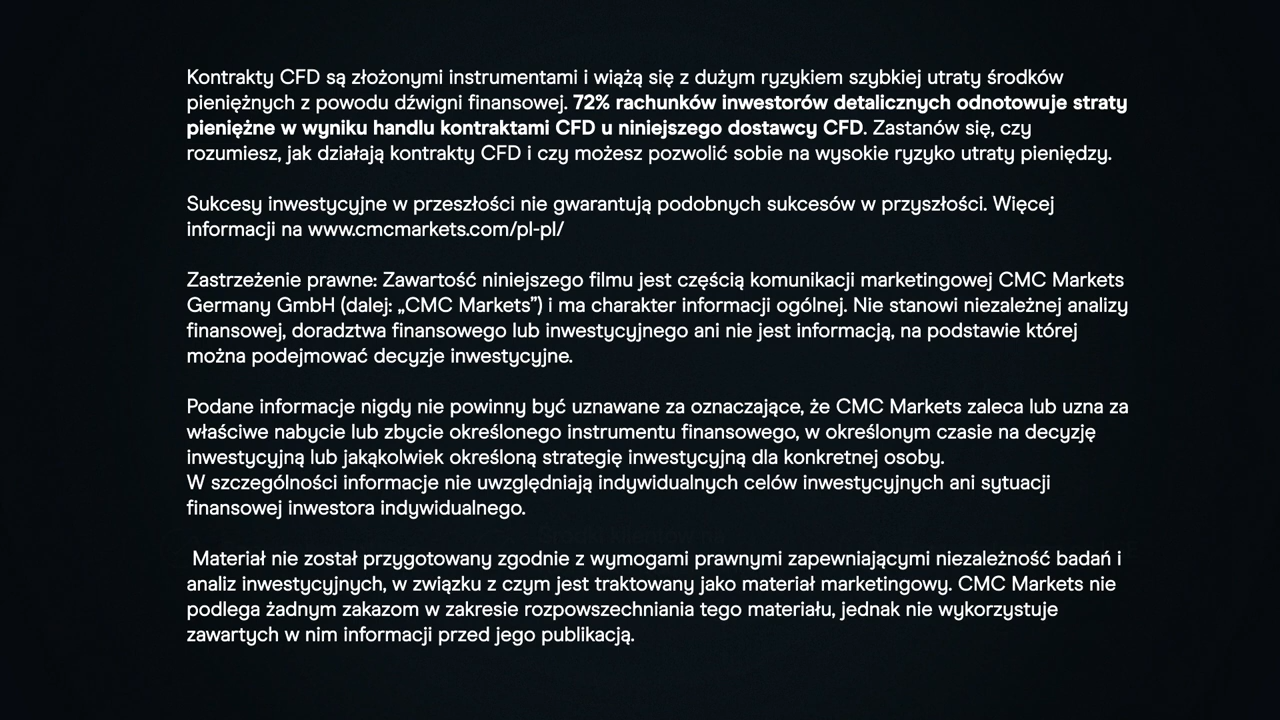 Kontrakty CFD są złożonymi instrumentami i wiążą się z dużym ryzykiem szybkiej utraty środków
pieniężnych z powodu dźwigni finansowej. 72% rachunków inwestorów detalicznych odnotowuje straty
pieniężne w wyniku handlu kontraktami CFD u niniejszego dostawcy CFD. Zastanów się, czy
rozumiesz, jak działają kontrakty CFD i czy możesz pozwolić sobie na wysokie ryzyko utraty pieniędzy.
Sukcesy inwestycyjne w przeszłości nie gwarantują podobnych sukcesów w przyszłości. Więcej
informacji na www.cmcmarkets.com/pl-pl/
Zastrzeżenie prawne: Zawartość niniejszego filmu jest częścią komunikacji marketingowej CMC Markets
Germany GmbH (dalej: „CMC Markets”) i ma charakter informacji ogólnej. Nie stanowi niezależnej analizy
finansowej, doradztwa finansowego lub inwestycyjnego ani nie jest informacją, na podstawie której
można podejmować decyzje inwestycyjne.
Podane informacje nigdy nie powinny być uznawane za oznaczające, że CMC Markets zaleca lub uzna za
właściwe nabycie lub zbycie określonego instrumentu finansowego, w określonym czasie na decyzję
inwestycyjną lub jakąkolwiek określoną strategię inwestycyjną dla konkretnej osoby.
W szczególności informacje nie uwzględniają indywidualnych celów inwestycyjnych ani sytuacji
finansowej inwestora indywidualnego.
Materiał nie został przygotowany zgodnie z wymogami prawnymi zapewniającymi niezależność badań i
analiz inwestycyjnych, w związku z czym jest traktowany jako materiał marketingowy. CMC Markets nie
podlega żadnym zakazom w zakresie rozpowszechniania tego materiału, jednak nie wykorzystuje
zawartych w nim informacji przed jego publikacją.